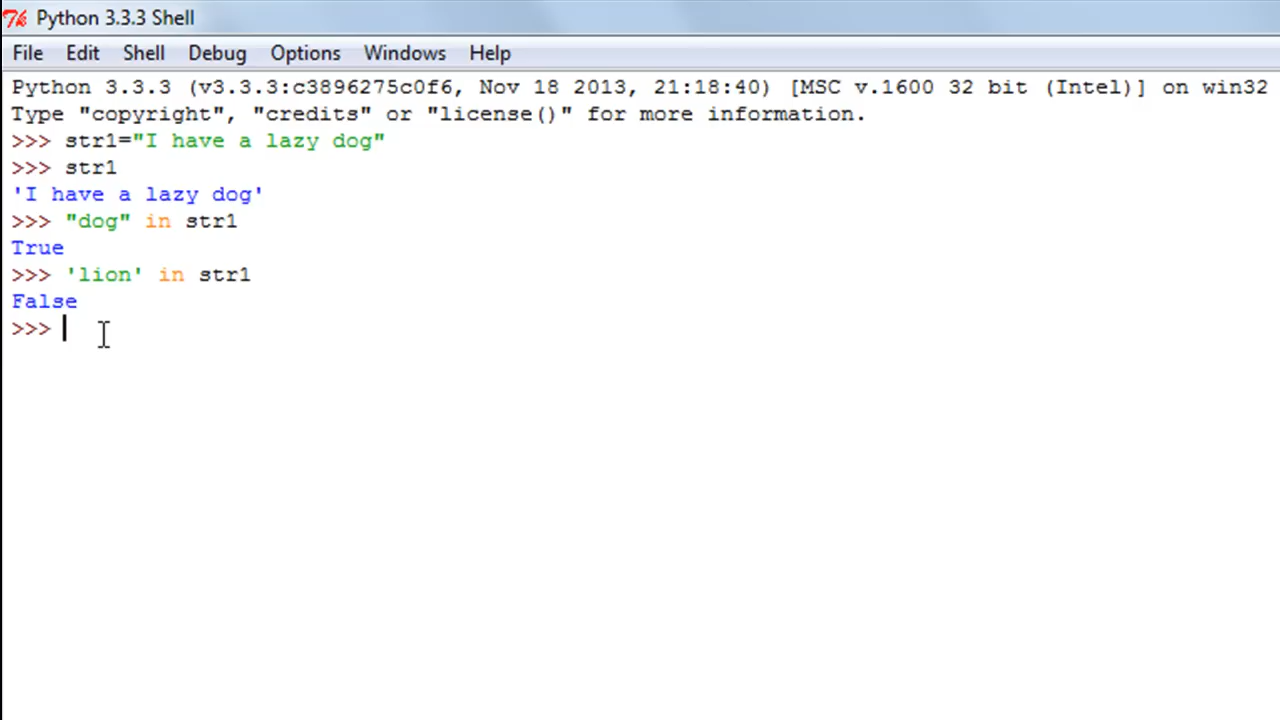 Python 3.3.3 Shell
File Edit Shell Debug Options Windows Help
Python 3.3.3 (v3.3.3:c3896275c0f6, Nov 18 2013, 21:18:40) [MSC v.1600 32 bit (Intel)] on win32
Type "copyright", "credits" or "license()" for more information.
>>> str1="I have a lazy dog"
>>> str1
'I have a lazy dog'
>>> "dog" in str1
True
>>> 'lion' in str1
False
>>>